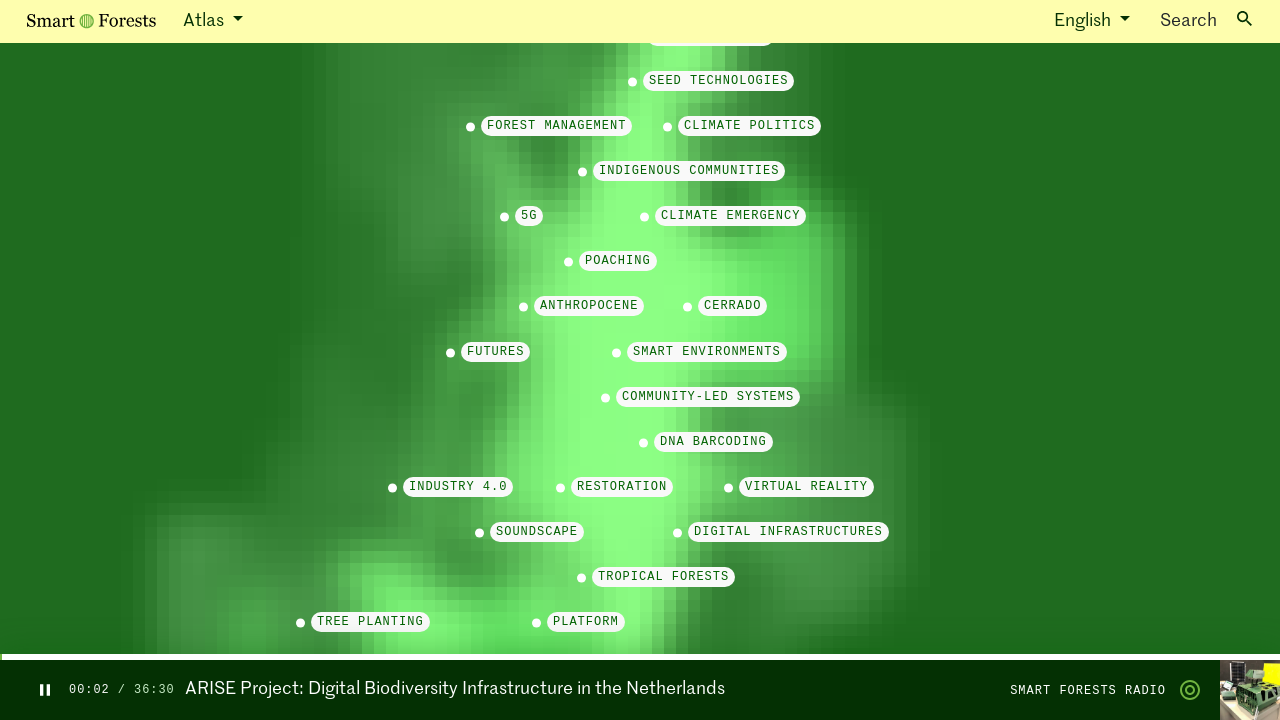 Smart Forests
Atlas
English
Search
SEED TECHNOLOGIES
FOREST MANAGEMENT
CLIMATE POLITICS
INDIGENOUS COMMUNITIES
5G
CLIMATE EMERGENCY
POACHING
ANTHROPOCENE
CERRADO
FUTURES
SMART ENVIRONMENTS
COMMUNITY-LED SYSTEMS
DNA BARCODING
INDUSTRY 4.0
RESTORATION
VIRTUAL REALITY
SOUNDSCAPE
DIGITAL INFRASTRUCTURES
TROPICAL FORESTS
TREE PLANTING
PLATFORM
00:02 / 36:30
ARISE Project: Digital Biodiversity Infrastructure in the Netherlands
SMART FORESTS RADIO